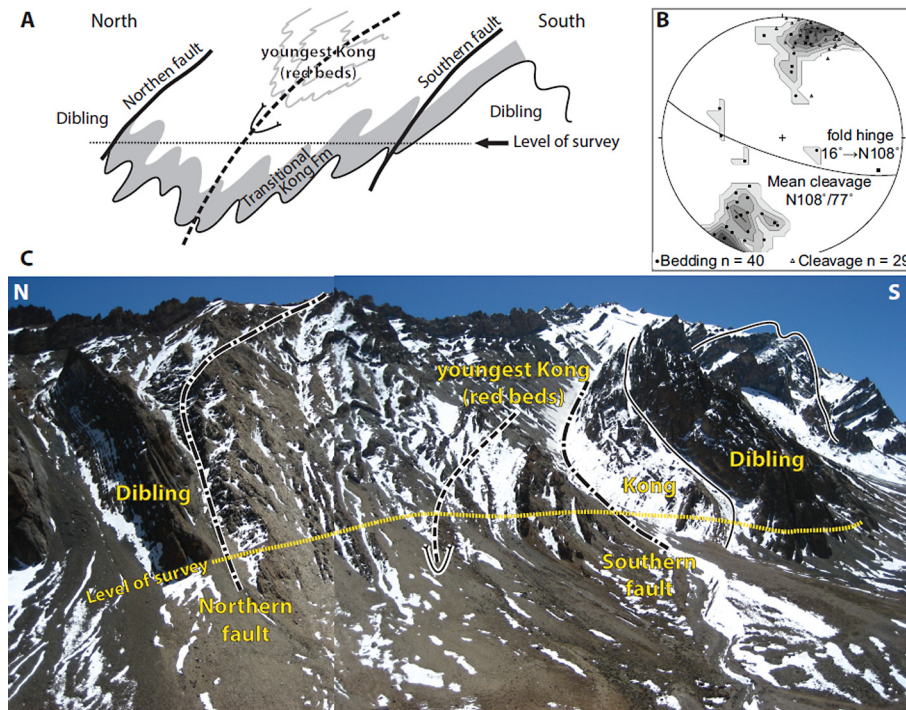 A
North
South
Northen fault
youngest Kong
(red beds)
Southern fault
Dibling
Dibling
Level of survey
Transitional
Kong Fm
B
fold hinge
16°→N108°
Mean cleavage
N108°/77°
Bedding n = 40
Cleavage n = 29
C
N
S
youngest Kong
(red beds)
Dibling
Kong
Dibling
Level of survey
Northern
fault
Southern
fault